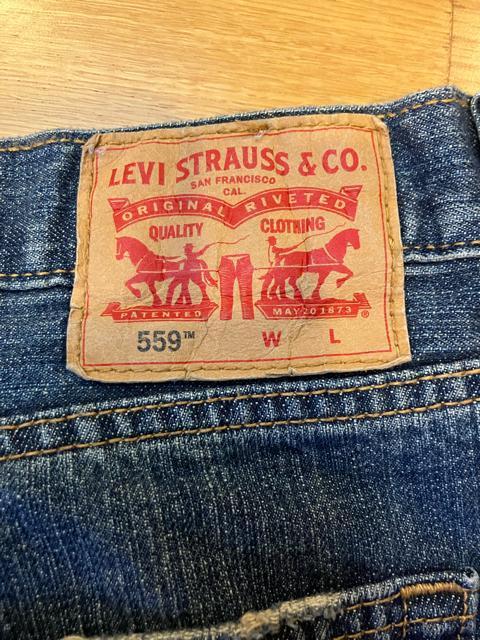 LEVI STRAUSS & CO.
SAN FRANCISCO
CAL.
ORIGINAL RIVETED
QUALITY CLOTHING
PATENTED MAY 20 1873 ®
559™ W L